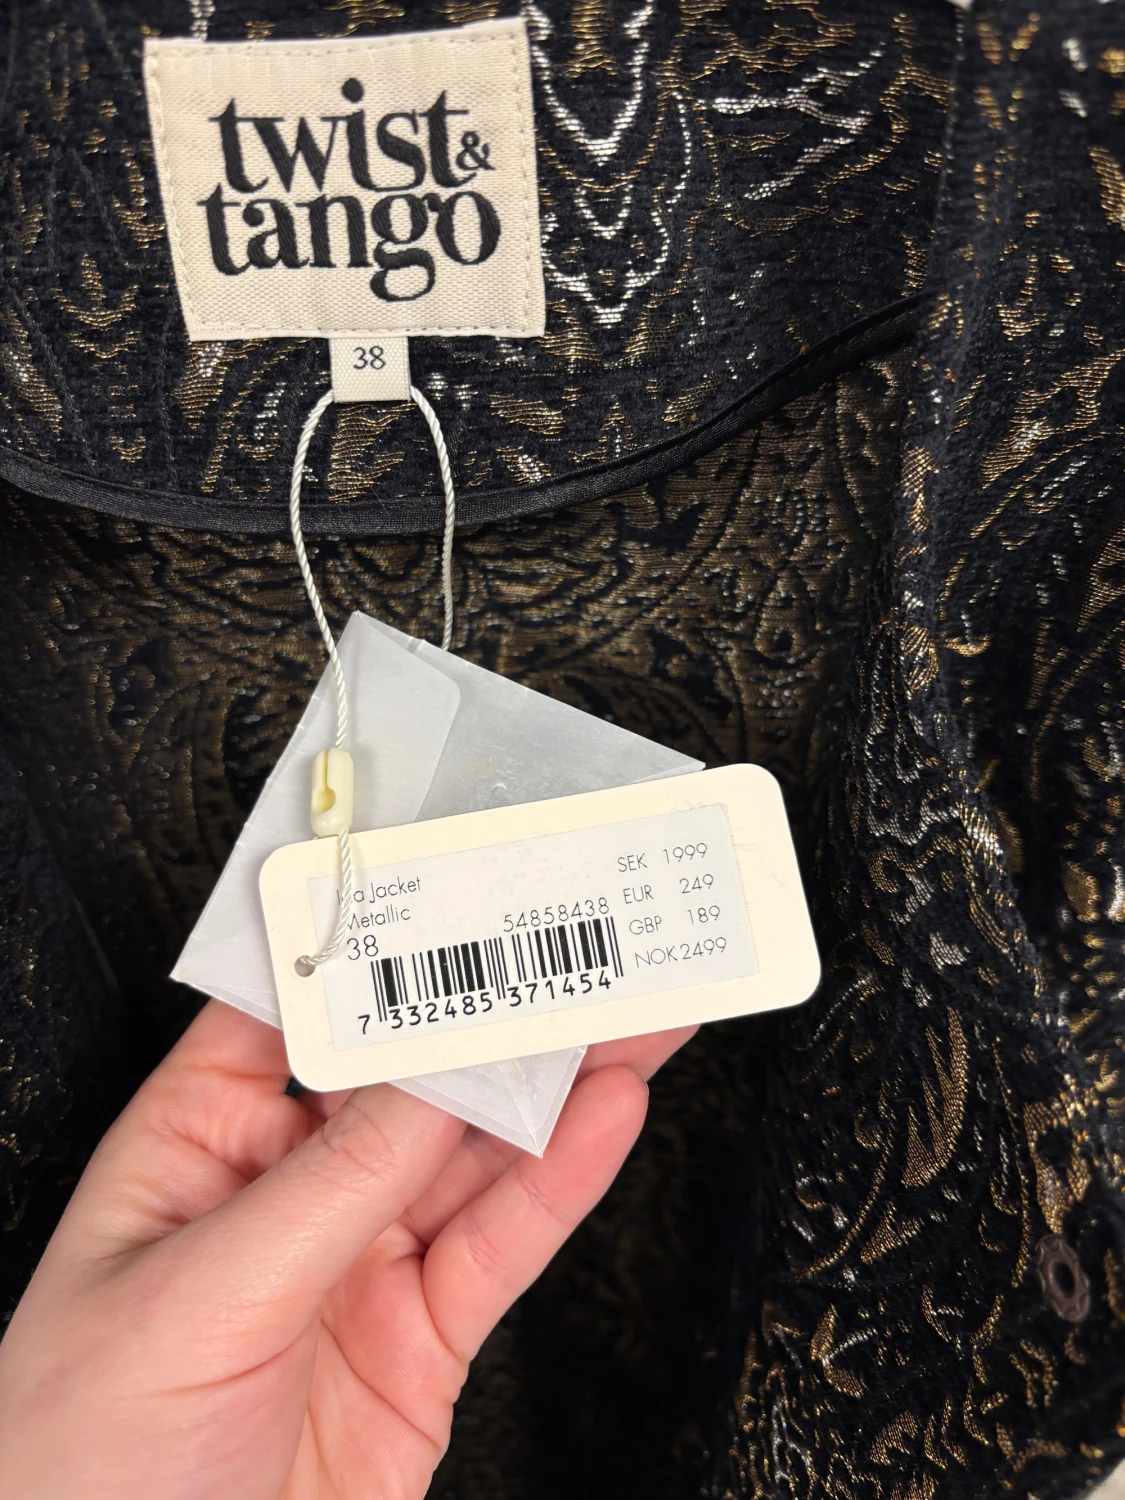 twist &
tango
38
Jacket
Metallic
38
54858438
7 332485 371454
SEK 1999
EUR 249
GBP 189
NOK 2499